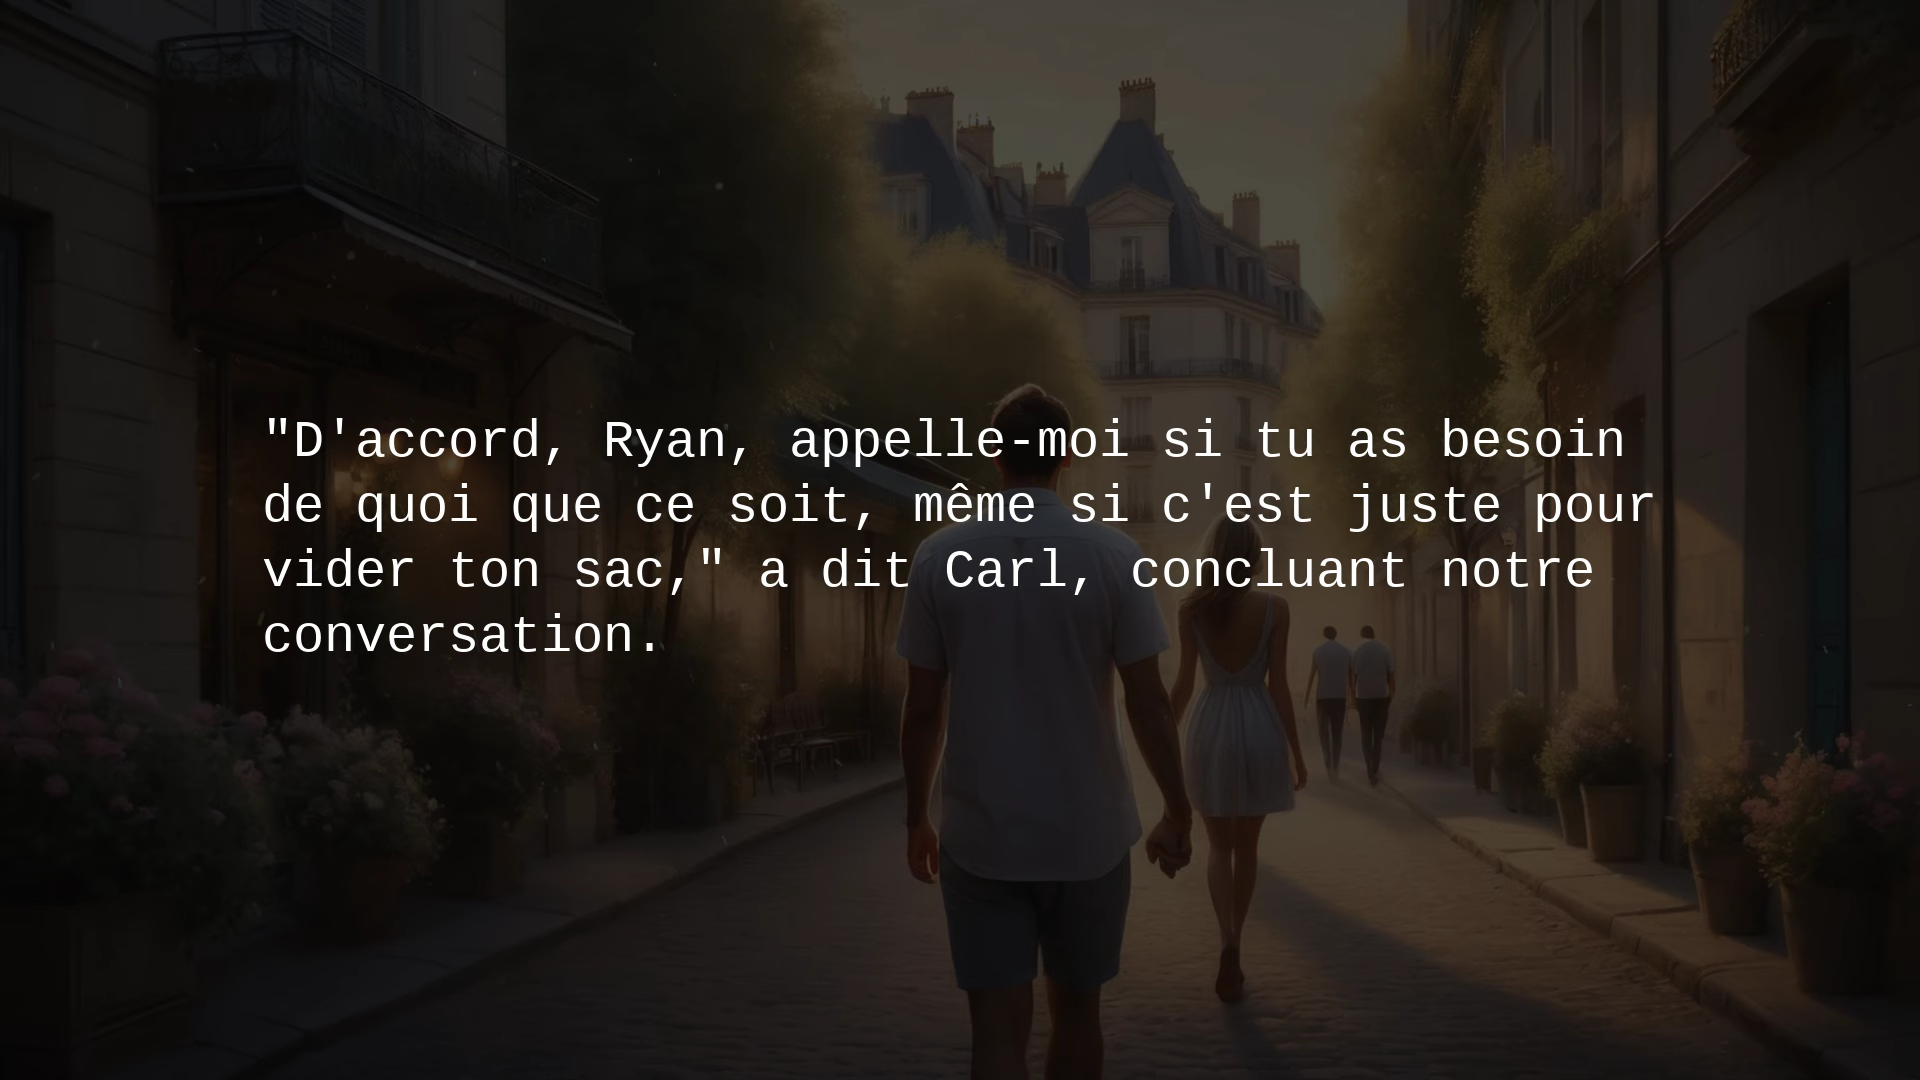 "D'accord, Ryan, appelle-moi si tu as besoin
de quoi que ce soit, même si c'est juste pour
vider ton sac," a dit Carl, concluant notre
conversation.